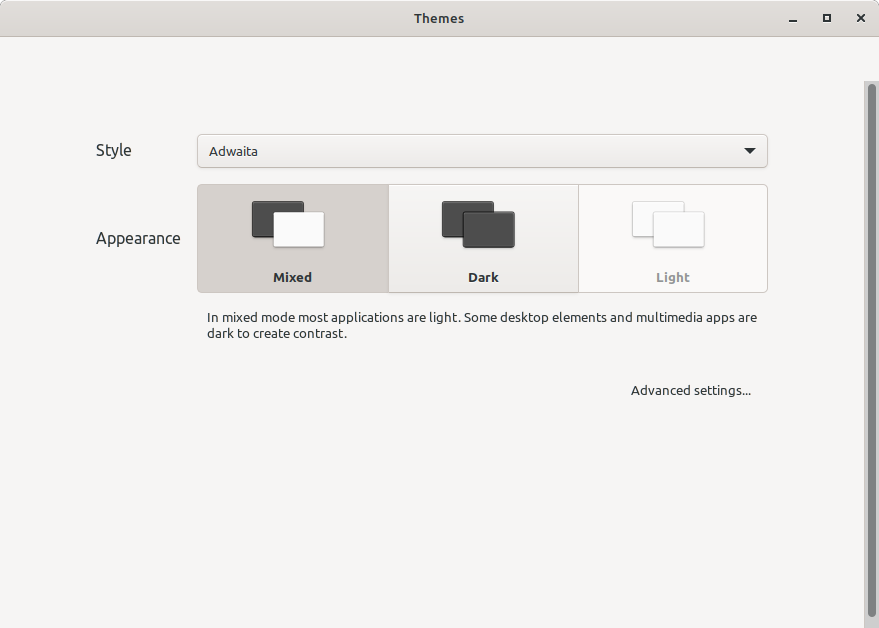 Themes
Style
Adwaita
Appearance
Mixed
Dark
Light
In mixed mode most applications are light. Some desktop elements and multimedia apps are
dark to create contrast.
Advanced settings...